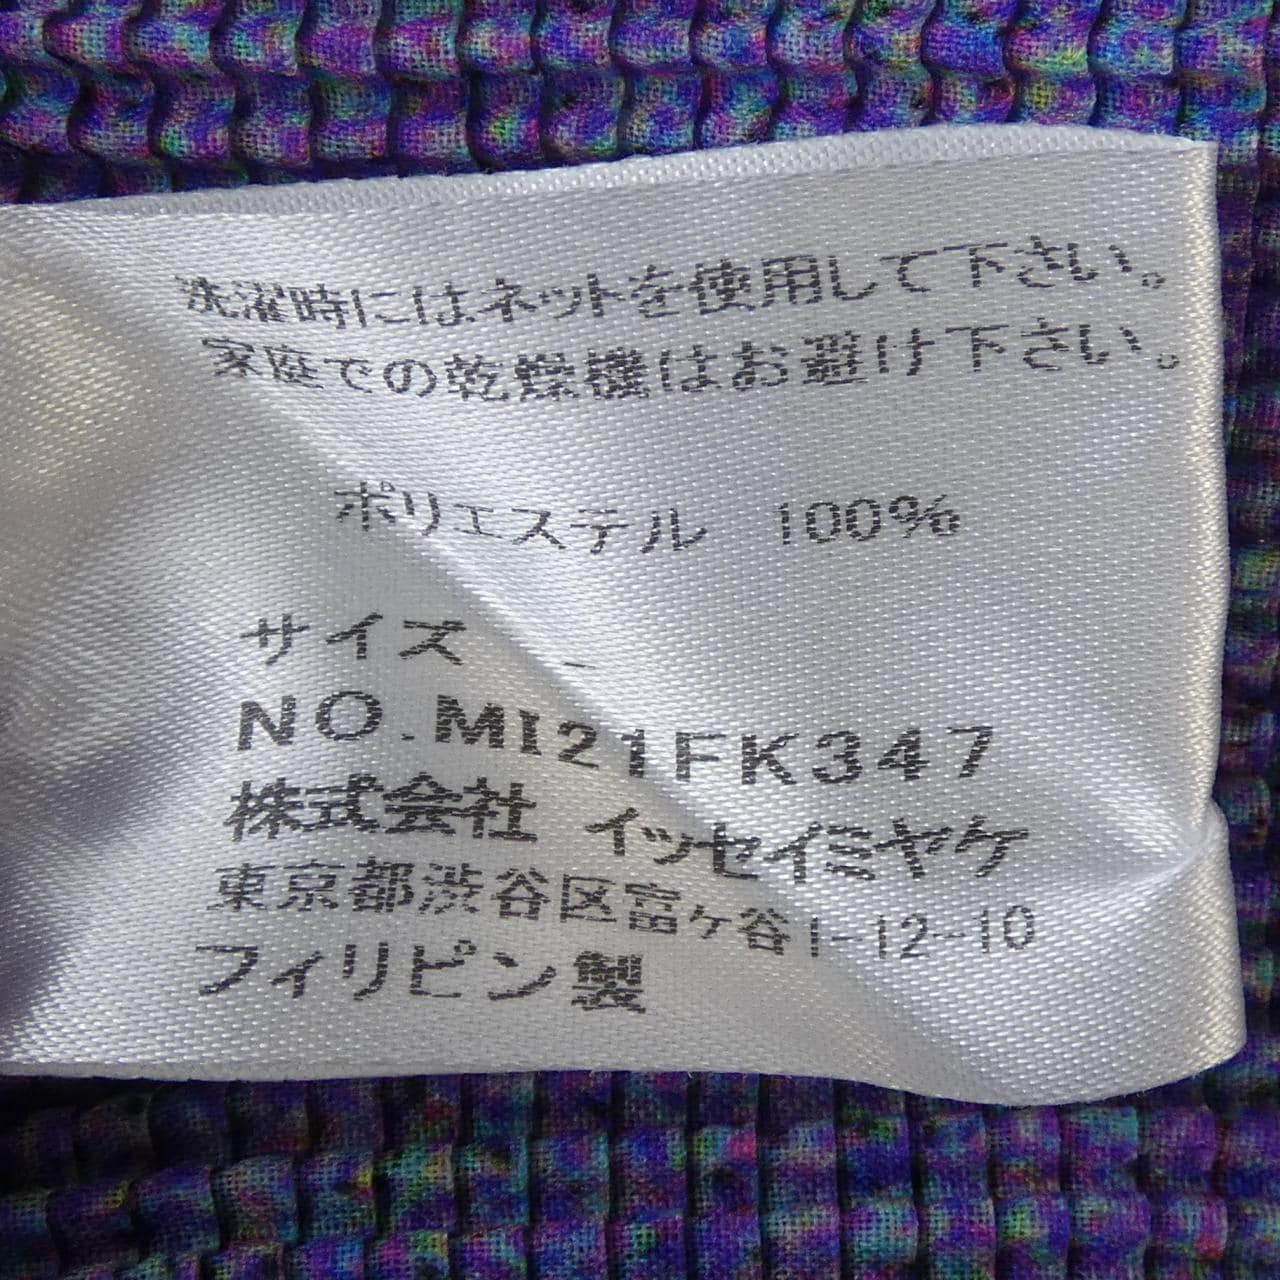 洗濯時にはネットを使用して下さい。
家庭での乾燥機はお避け下さい。
ポリエステル 100%
サイズ -
NO.MI21FK347
株式会社 イッセイミヤケ
東京都渋谷区富ヶ谷1-12-10
フィリピン製